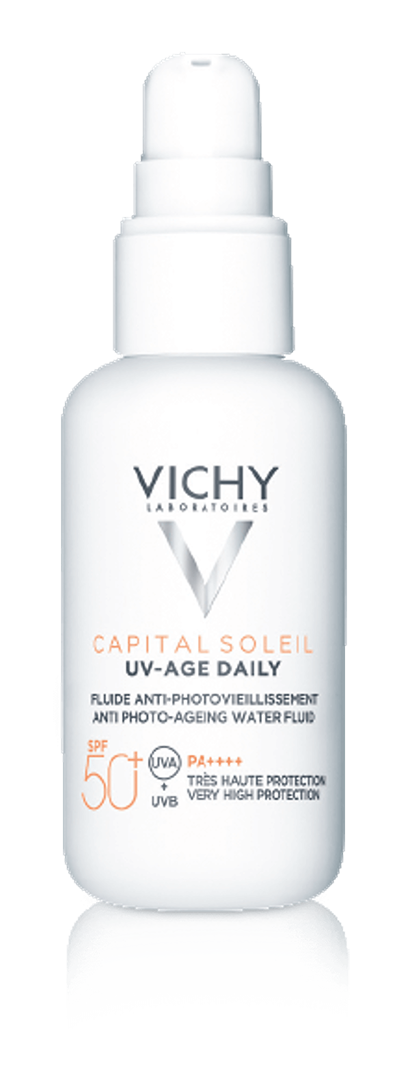 VICHY
LABORATOIRES
CAPITAL SOLEIL
UV-AGE DAILY
FLUIDE ANTI-PHOTOVIEILLISSEMENT
ANTI PHOTO-AGEING WATER FLUID
SPF
50+
UVA
+
UVB
PA++++
TRÈS HAUTE PROTECTION
VERY HIGH PROTECTION